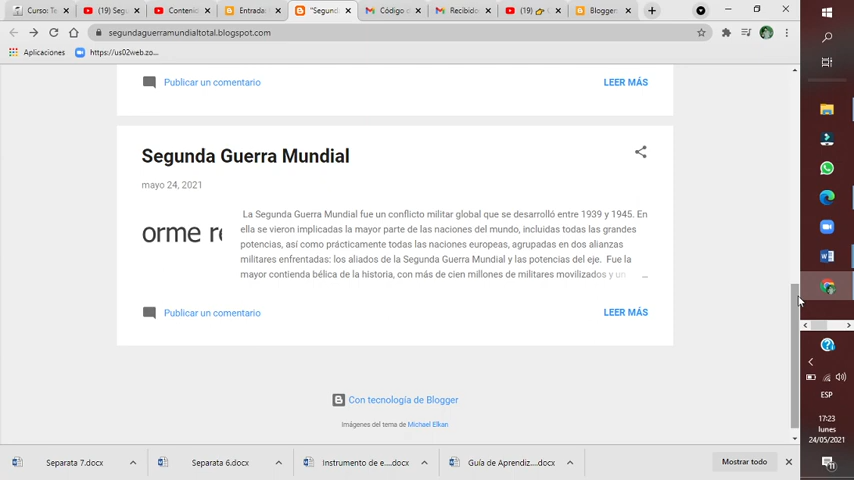 Curso: Te
(19) Segu
Contenid
Entradas
"Segund
Código d
Recibido
(19) 👉 C
Blogger:
segundaguerramundialtotal.blogspot.com
Aplicaciones
https://us02web.zo...
Publicar un comentario
LEER MÁS
Segunda Guerra Mundial
mayo 24, 2021
orme re
La Segunda Guerra Mundial fue un conflicto militar global que se desarrolló entre 1939 y 1945. En
ella se vieron implicadas la mayor parte de las naciones del mundo, incluidas todas las grandes
potencias, así como prácticamente todas las naciones europeas, agrupadas en dos alianzas
militares enfrentadas: los aliados de la Segunda Guerra Mundial y las potencias del eje. Fue la
mayor contienda bélica de la historia, con más de cien millones de militares movilizados y un ...
Publicar un comentario
LEER MÁS
Con tecnología de Blogger
Imágenes del tema de Michael Elkan
Separata 7.docx
Separata 6.docx
Instrumento de e....docx
Guía de Aprendiz....docx
Mostrar todo
ESP
17:23
lunes
24/05/2021
11